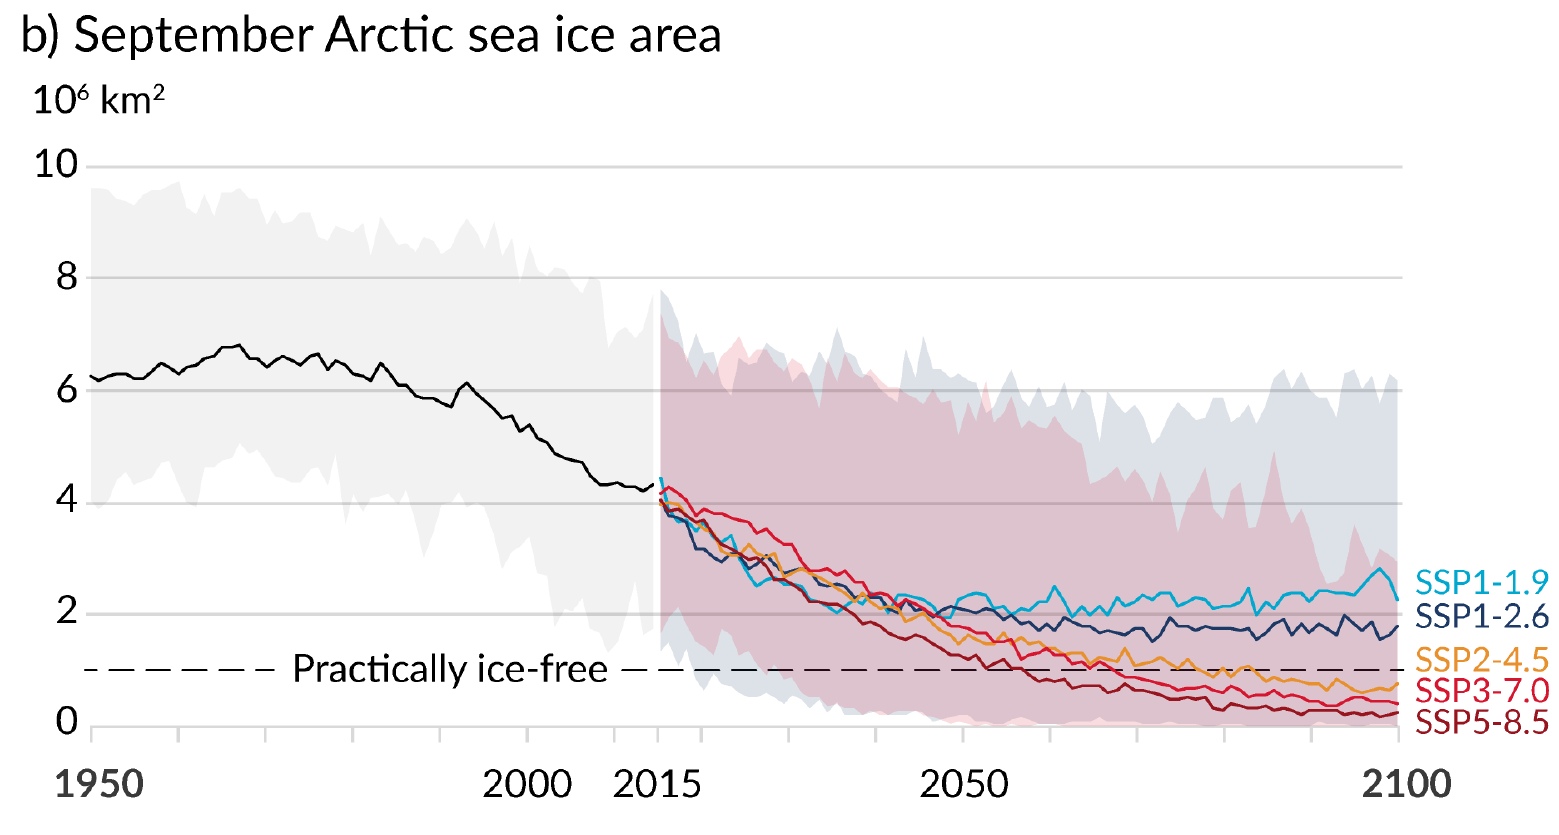 b) September Arctic sea ice area
10⁶ km²
10
8
6
4
2
0
Practically ice-free
SSP1-1.9
SSP1-2.6
SSP2-4.5
SSP3-7.0
SSP5-8.5
1950 2000 2015 2050 2100